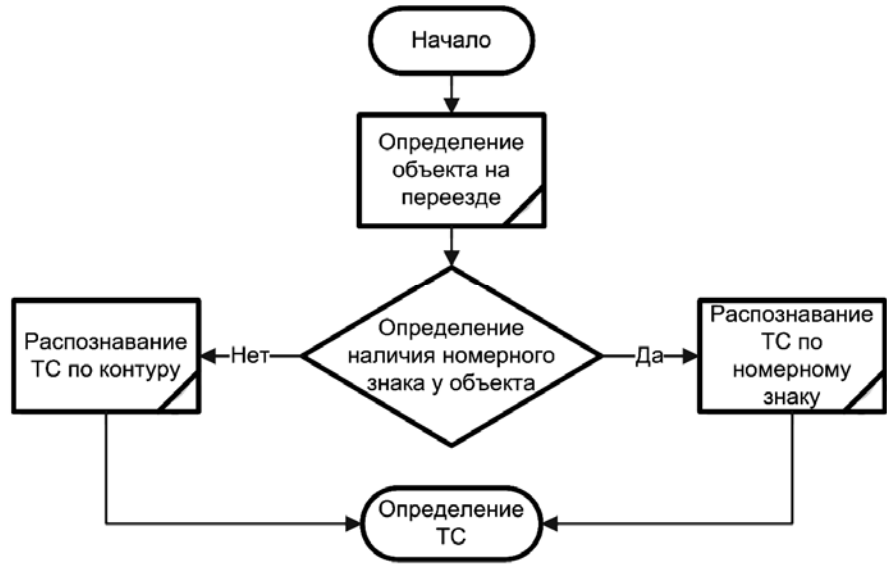 Начало
Определение
объекта на
переезде
Определение
наличия номерного
знака у объекта
Нет
Да
Распознавание
ТС по контуру
Распознавание
ТС по
номерному
знаку
Определение
ТС